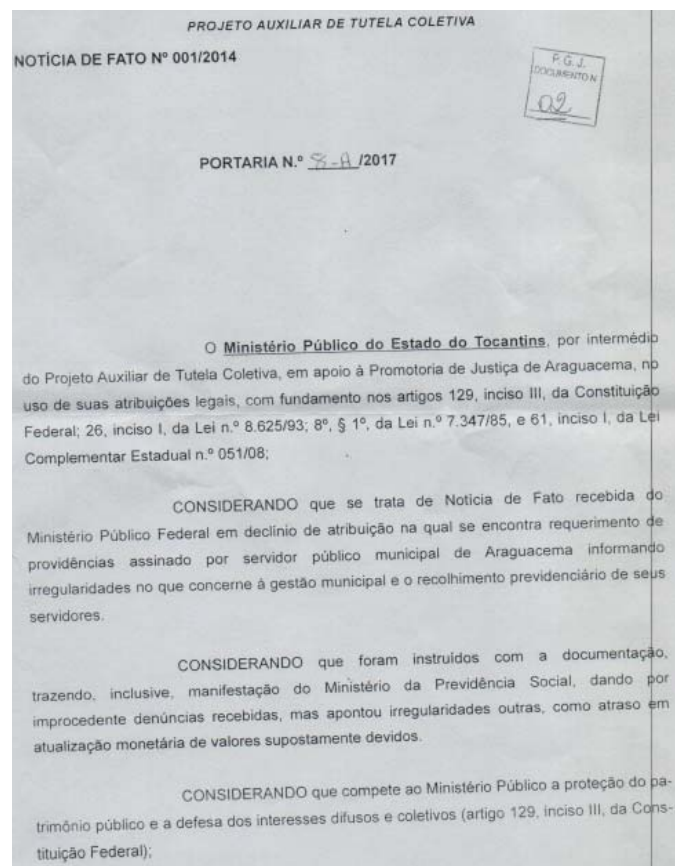 PROJETO AUXILIAR DE TUTELA COLETIVA
NOTÍCIA DE FATO Nº 001/2014
P. G. J.
DOCUMENTO N
02
PORTARIA N.º 8-A /2017
O Ministério Público do Estado do Tocantins, por intermédio
do Projeto Auxiliar de Tutela Coletiva, em apoio à Promotoria de Justiça de Araguacema, no
uso de suas atribuições legais, com fundamento nos artigos 129, inciso III, da Constituição
Federal; 26, inciso I, da Lei n.º 8.625/93; 8º, § 1º, da Lei n.º 7.347/85, e 61, inciso I, da Lei
Complementar Estadual n.º 051/08;
CONSIDERANDO que se trata de Noticia de Fato recebida do
Ministério Público Federal em declínio de atribuição na qual se encontra requerimento de
providências assinado por servidor público municipal de Araguacema informando
irregularidades no que concerne à gestão municipal e o recolhimento previdenciário de seus
servidores.
CONSIDERANDO que foram instruídos com a documentação,
trazendo, inclusive, manifestação do Ministério da Previdência Social, dando por
improcedente denúncias recebidas, mas apontou irregularidades outras, como atraso em
atualização monetária de valores supostamente devidos.
CONSIDERANDO que compete ao Ministério Público a proteção do pa-
trimônio público e a defesa dos interesses difusos e coletivos (artigo 129, inciso III, da Cons-
tituição Federal);